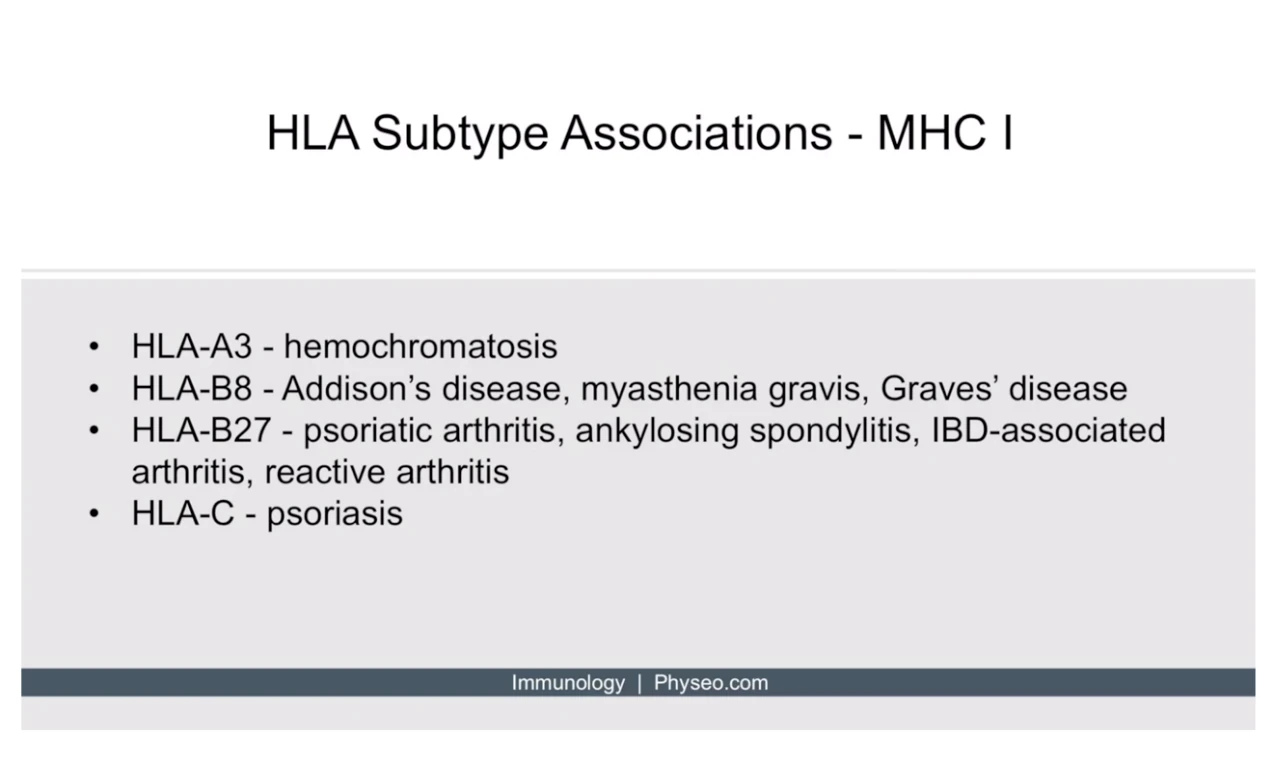 HLA Subtype Associations - MHC I
• HLA-A3 - hemochromatosis
• HLA-B8 - Addison’s disease, myasthenia gravis, Graves’ disease
• HLA-B27 - psoriatic arthritis, ankylosing spondylitis, IBD-associated
arthritis, reactive arthritis
• HLA-C - psoriasis
Immunology | Physeo.com